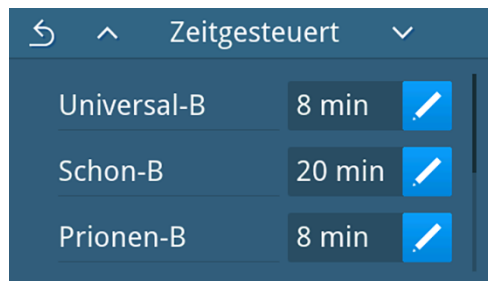 Zeitgesteuert
Universal-B 8 min
Schon-B 20 min
Prionen-B 8 min